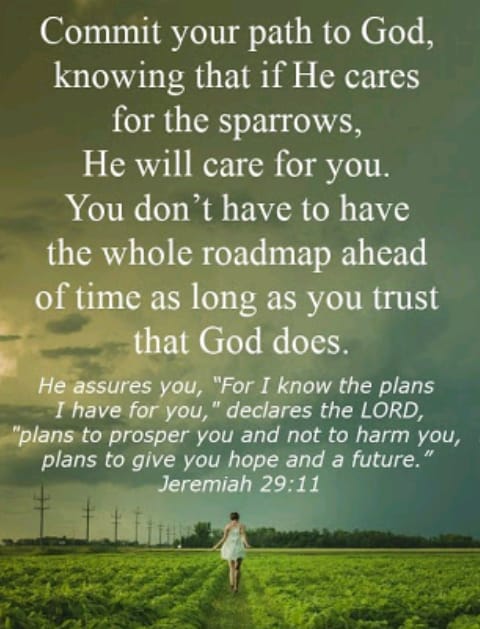 Commit your path to God,
knowing that if He cares
for the sparrows,
He will care for you.
You don’t have to have
the whole roadmap ahead
of time as long as you trust
that God does.
He assures you, “For I know the plans
I have for you," declares the LORD,
"plans to prosper you and not to harm you,
plans to give you hope and a future.”
Jeremiah 29:11